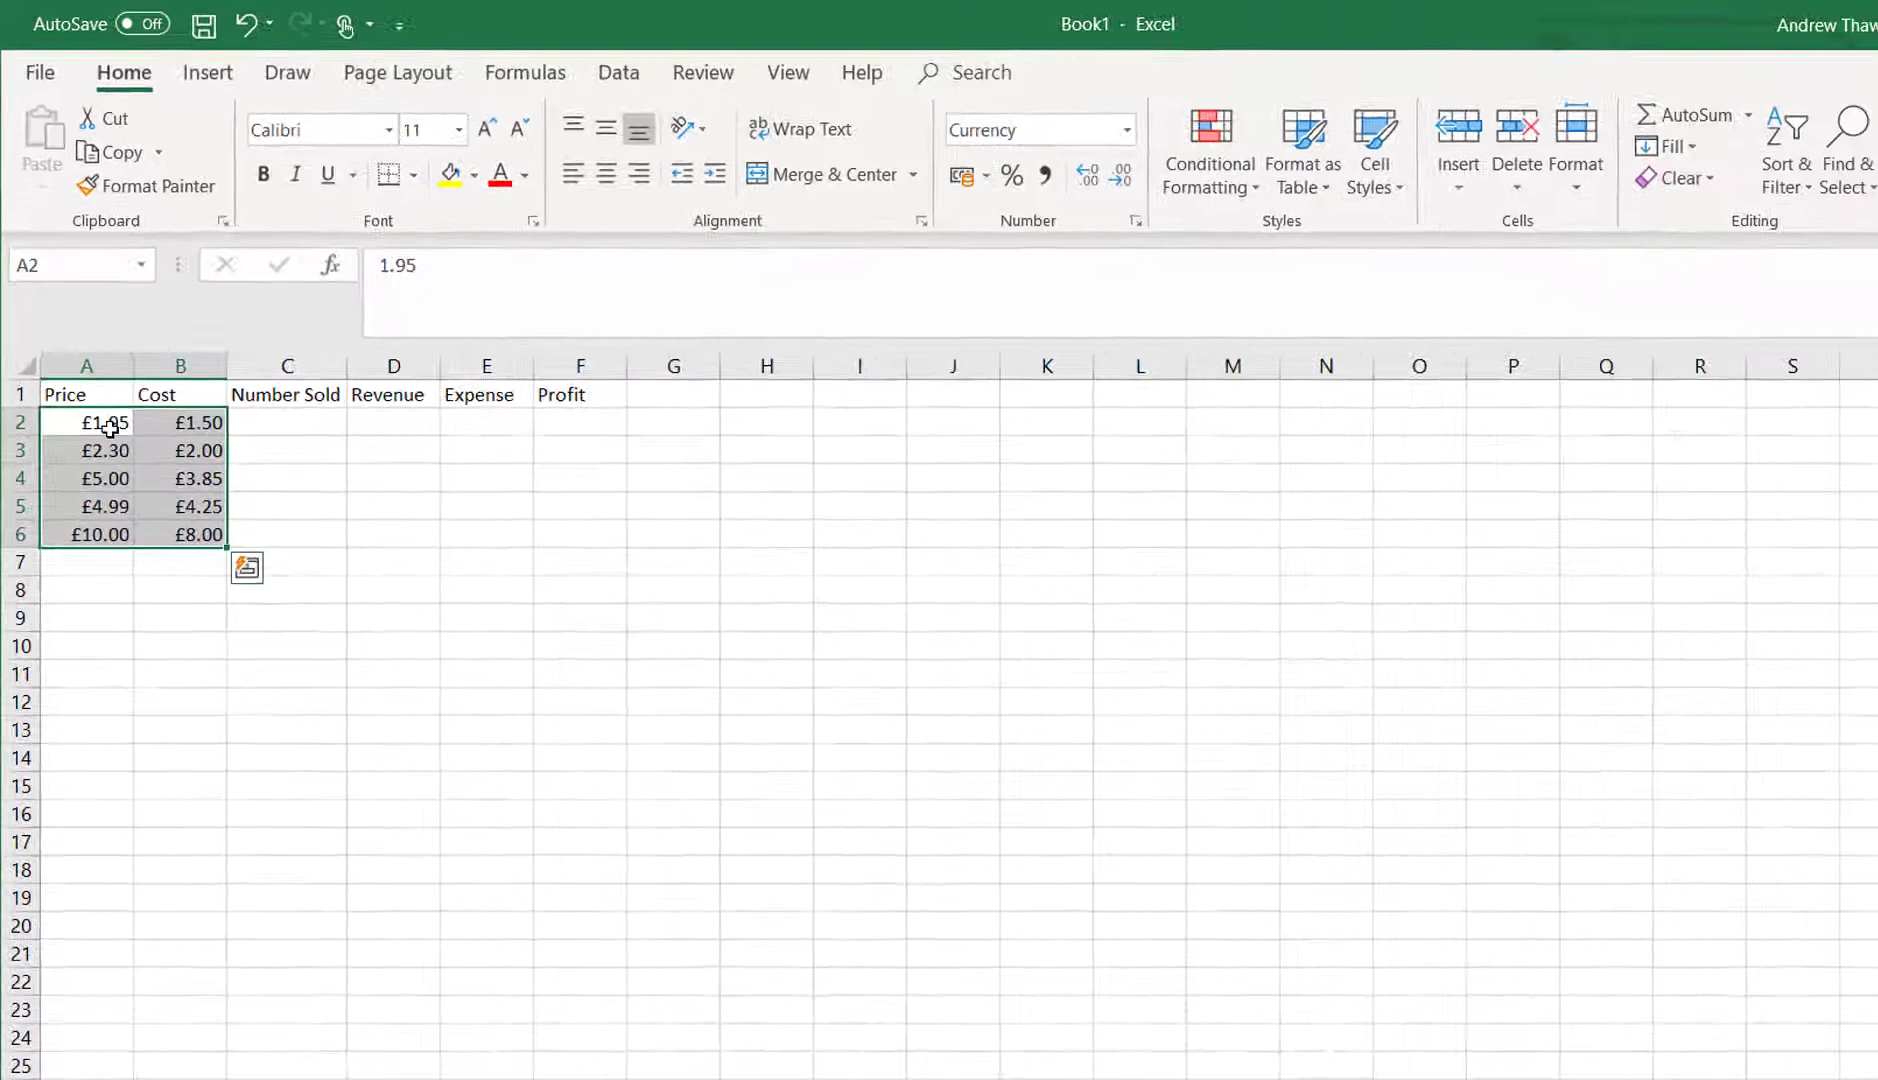 AutoSave Off Book1 - Excel Andrew Thaw
File Home Insert Draw Page Layout Formulas Data Review View Help Search
Paste Cut Copy Format Painter Clipboard
Calibri 11 B I U A Font
Wrap Text Merge & Center Alignment
Currency % Number
Conditional Formatting Format as Table Cell Styles Styles
Insert Delete Format Cells
AutoSum Fill Clear Sort & Filter Find & Select Editing
A2 fx 1.95
A B C D E F G H I J K L M N O P Q R S
1 Price Cost Number Sold Revenue Expense Profit
2 £1.95 £1.50
3 £2.30 £2.00
4 £5.00 £3.85
5 £4.99 £4.25
6 £10.00 £8.00
7
8
9
10
11
12
13
14
15
16
17
18
19
20
21
22
23
24
25